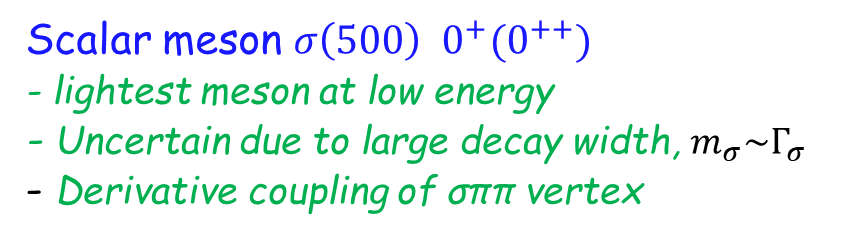 Scalar meson σ(500) 0⁺(0⁺⁺)
- lightest meson at low energy
- Uncertain due to large decay width, m_σ~Γ_σ
- Derivative coupling of σππ vertex